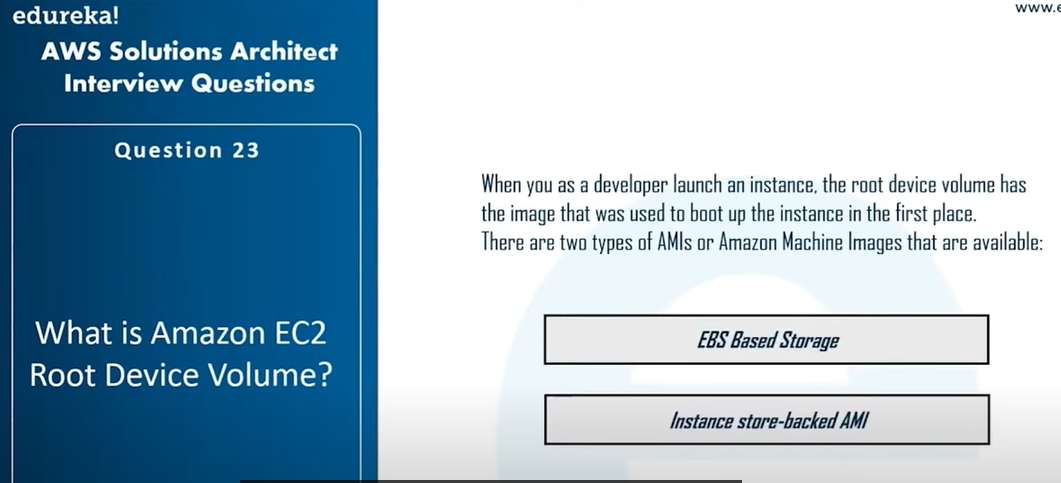 edureka!
www.e
AWS Solutions Architect
Interview Questions
Question 23
What is Amazon EC2
Root Device Volume?
When you as a developer launch an instance, the root device volume has
the image that was used to boot up the instance in the first place.
There are two types of AMIs or Amazon Machine Images that are available:
EBS Based Storage
Instance store-backed AMI